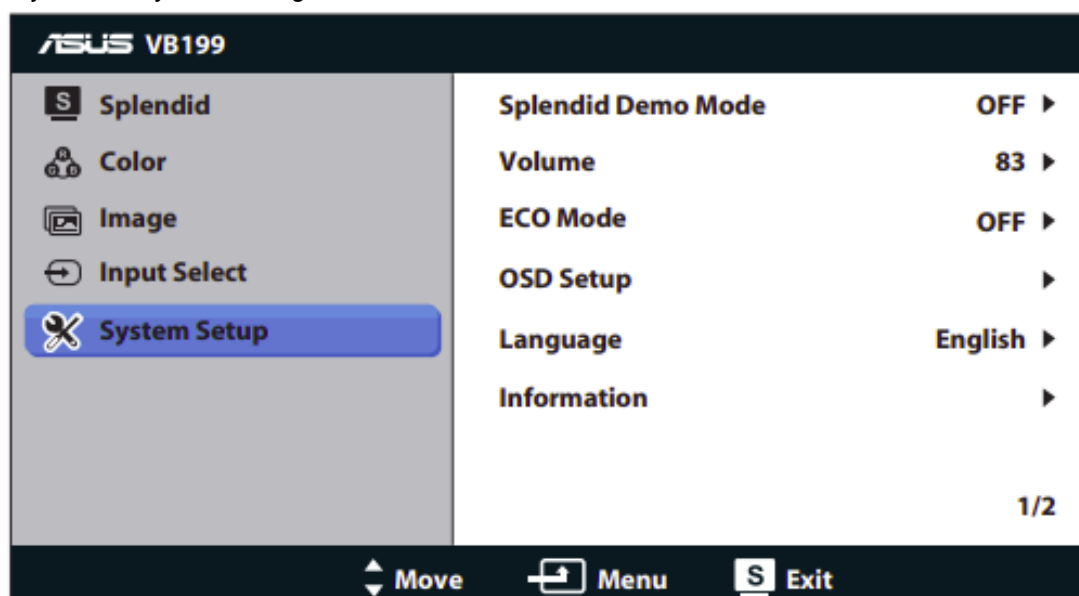 ASUS VB199
S Splendid
R G B Color
Image
Input Select
System Setup
Splendid Demo Mode OFF
Volume 83
ECO Mode OFF
OSD Setup
Language English
Information
1/2
Move Menu S Exit